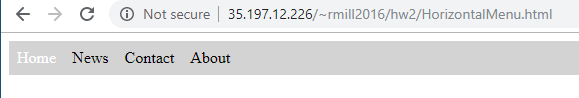 Not secure | 35.197.12.226/~rmill2016/hw2/HorizontalMenu.html
Home News Contact About